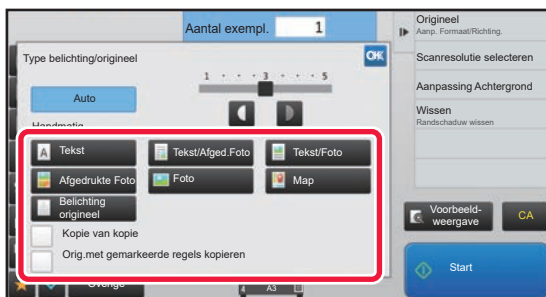 Aantal exempl. 1
Type belichting/origineel
OK
1 3 5
Auto
Handmatig
Tekst
Tekst/Afged.Foto
Tekst/Foto
Afgedrukte Foto
Foto
Map
Belichting
origineel
Kopie van kopie
Orig.met gemarkeerde regels kopieren
Overige
A3
Origineel
Aanp. Formaat/Richting.
Scanresolutie selecteren
Aanpassing Achtergrond
Wissen
Randschaduw wissen
Voorbeeld-
weergave
CA
Start